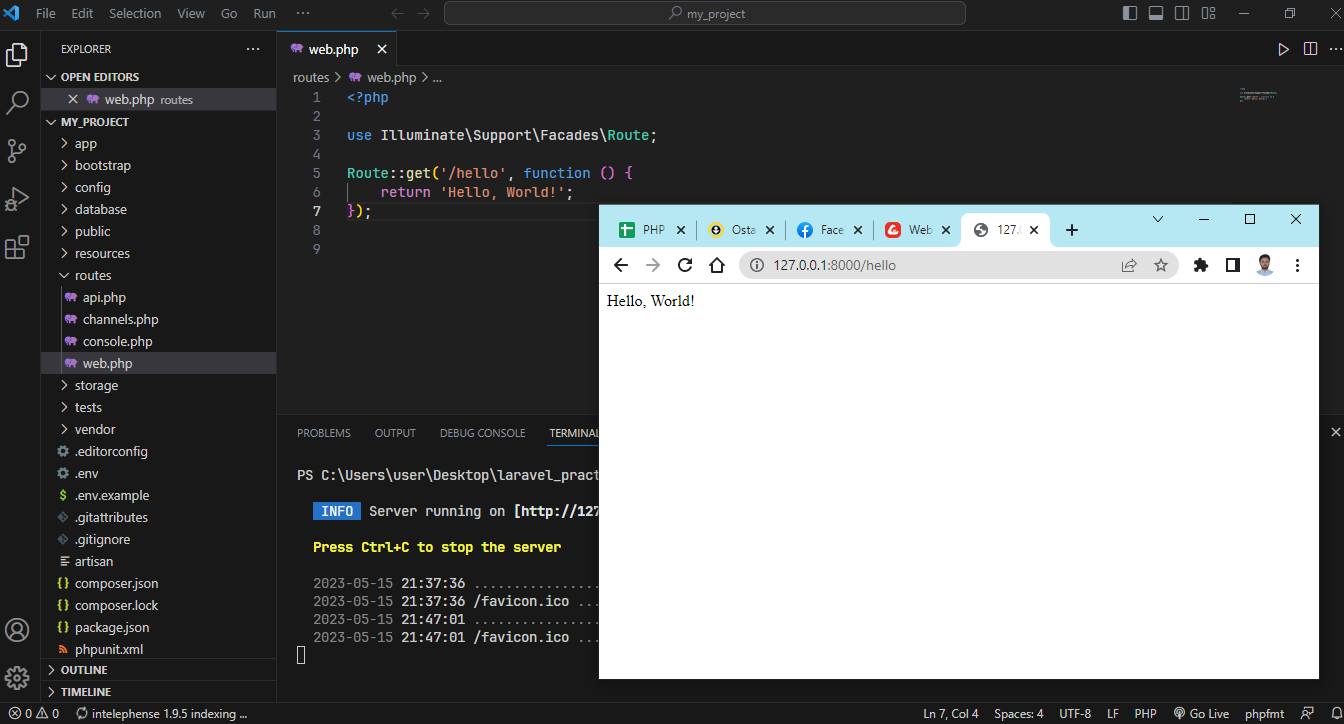 File Edit Selection View Go Run ···
my_project
EXPLORER ···
OPEN EDITORS
web.php routes
MY_PROJECT
app
bootstrap
config
database
public
resources
routes
api.php
channels.php
console.php
web.php
storage
tests
vendor
.editorconfig
.env
.env.example
.gitattributes
.gitignore
artisan
composer.json
composer.lock
package.json
phpunit.xml
OUTLINE
TIMELINE
web.php
routes > web.php > ...
1 <?php
2
3 use Illuminate\Support\Facades\Route;
4
5 Route::get('/hello', function () {
6 return 'Hello, World!';
7 });
8
9
PROBLEMS OUTPUT DEBUG CONSOLE TERMINAL
PS C:\Users\user\Desktop\laravel_pract
INFO Server running on [http://127
Press Ctrl+C to stop the server
2023-05-15 21:37:36 ................
2023-05-15 21:37:36 /favicon.ico ...
2023-05-15 21:47:01 ................
2023-05-15 21:47:01 /favicon.ico ...
PHP Osta Face Web 127.
127.0.0.1:8000/hello
Hello, World!
0 0 intelephense 1.9.5 indexing ... Ln 7, Col 4 Spaces: 4 UTF-8 LF PHP Go Live phpfmt